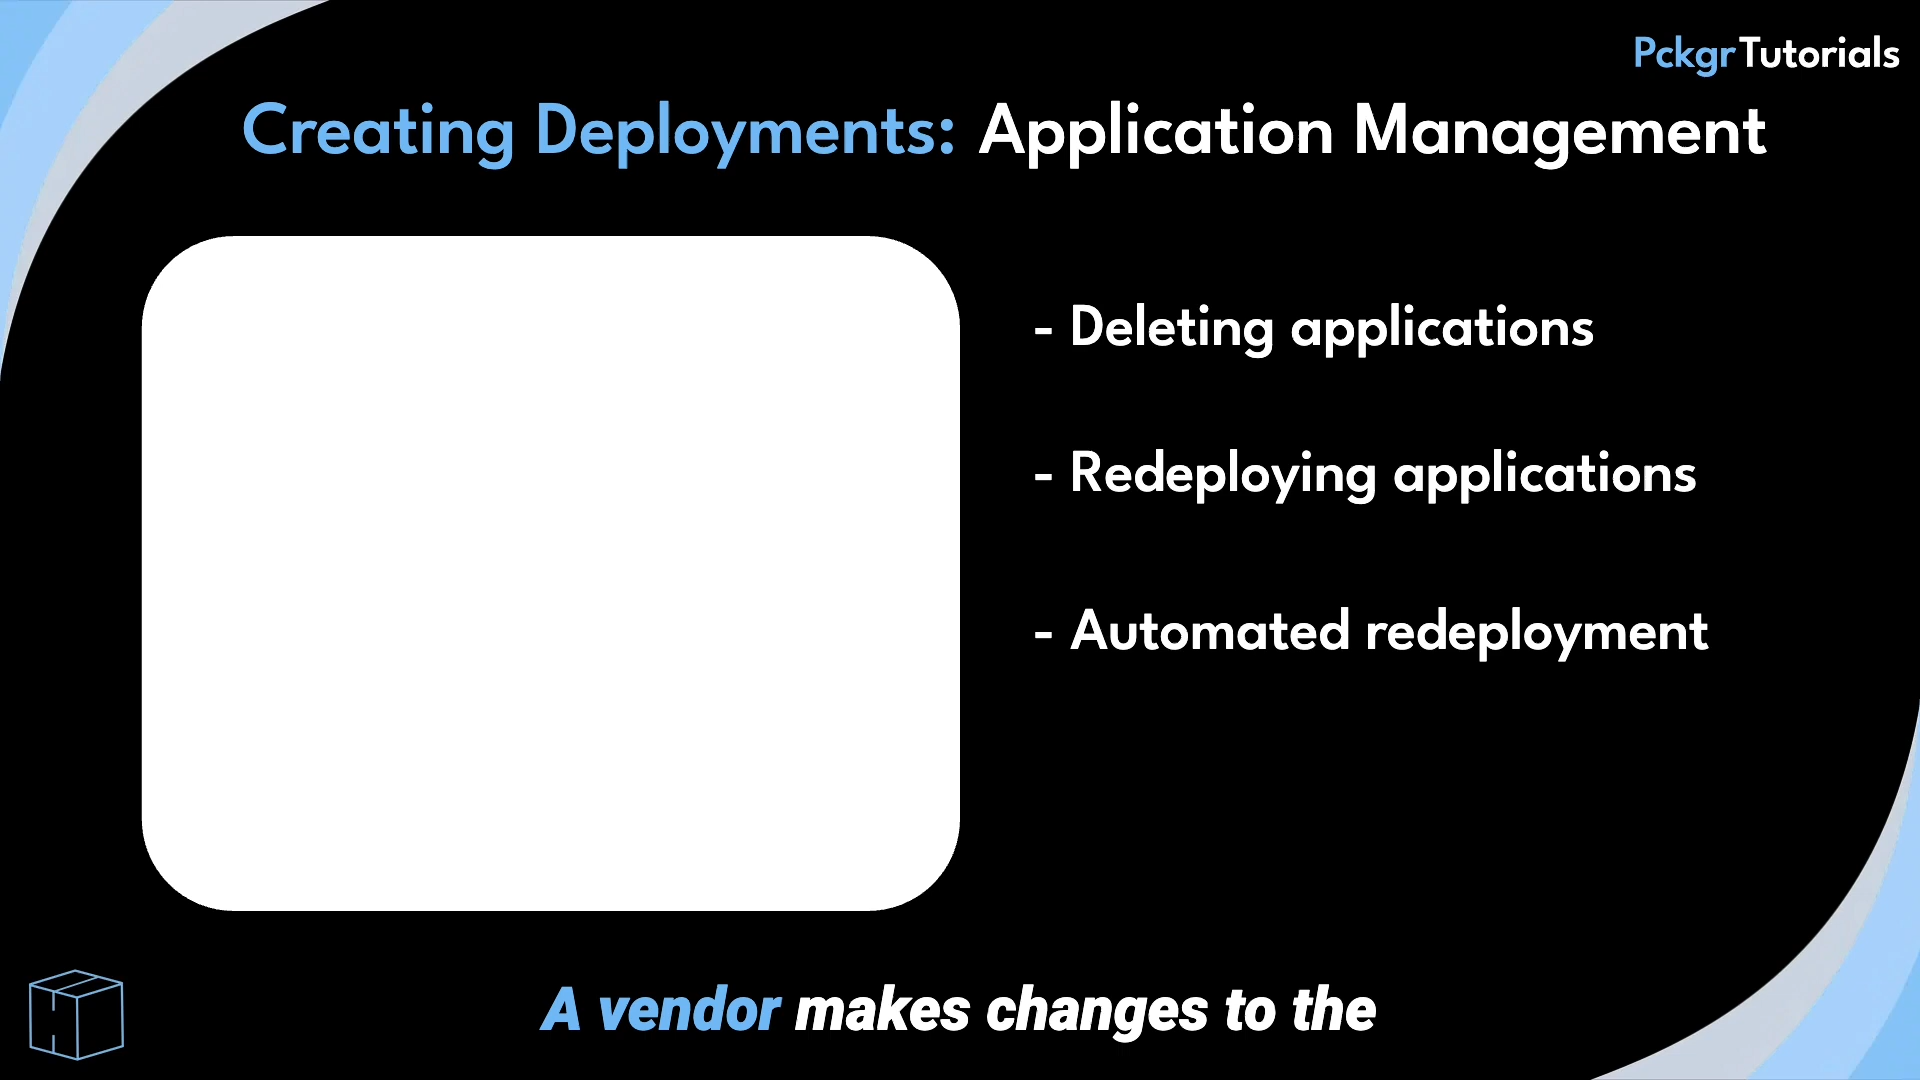 PckgrTutorials
Creating Deployments: Application Management
- Deleting applications
- Redeploying applications
- Automated redeployment
A vendor makes changes to the